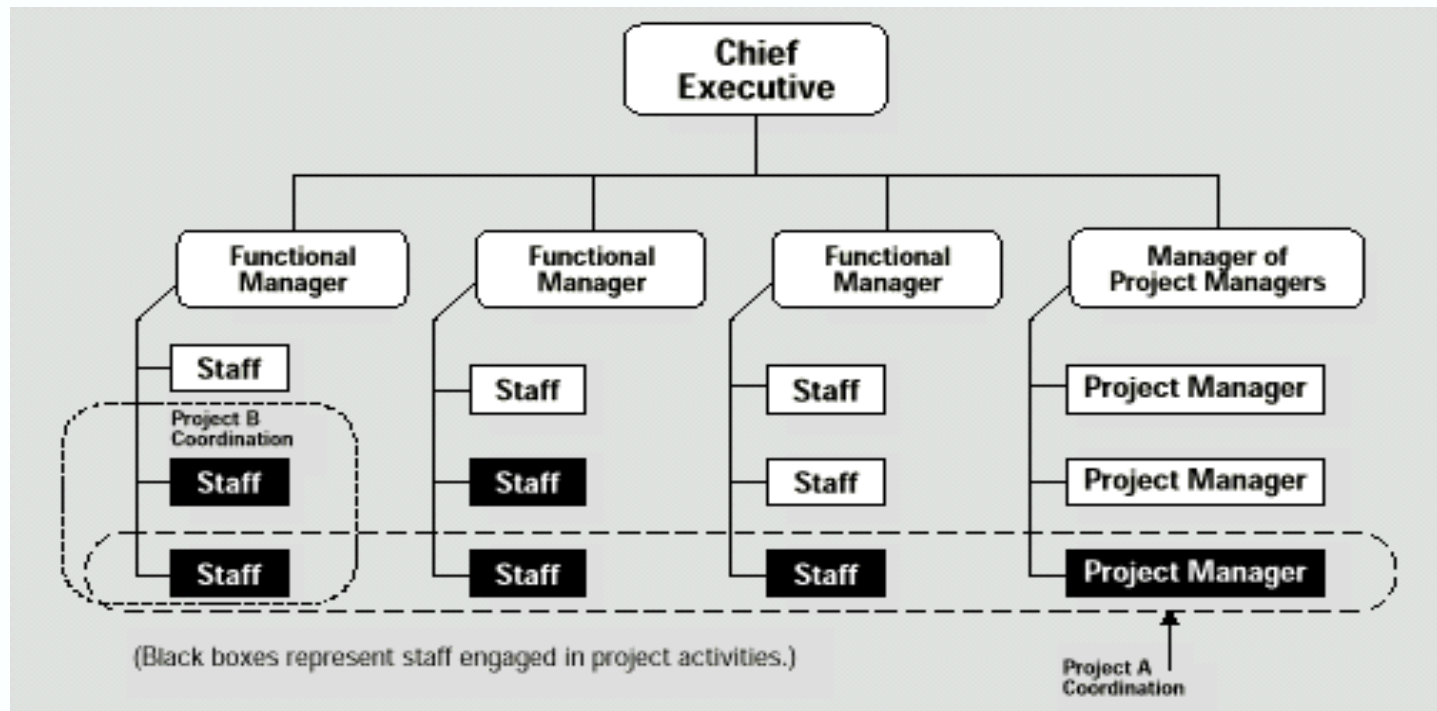 Chief
Executive
Functional
Manager
Functional
Manager
Functional
Manager
Manager of
Project Managers
Staff
Staff
Staff
Project Manager
Project B
Coordination
Staff
Staff
Staff
Project Manager
Staff
Staff
Staff
Project Manager
(Black boxes represent staff engaged in project activities.)
Project A
Coordination